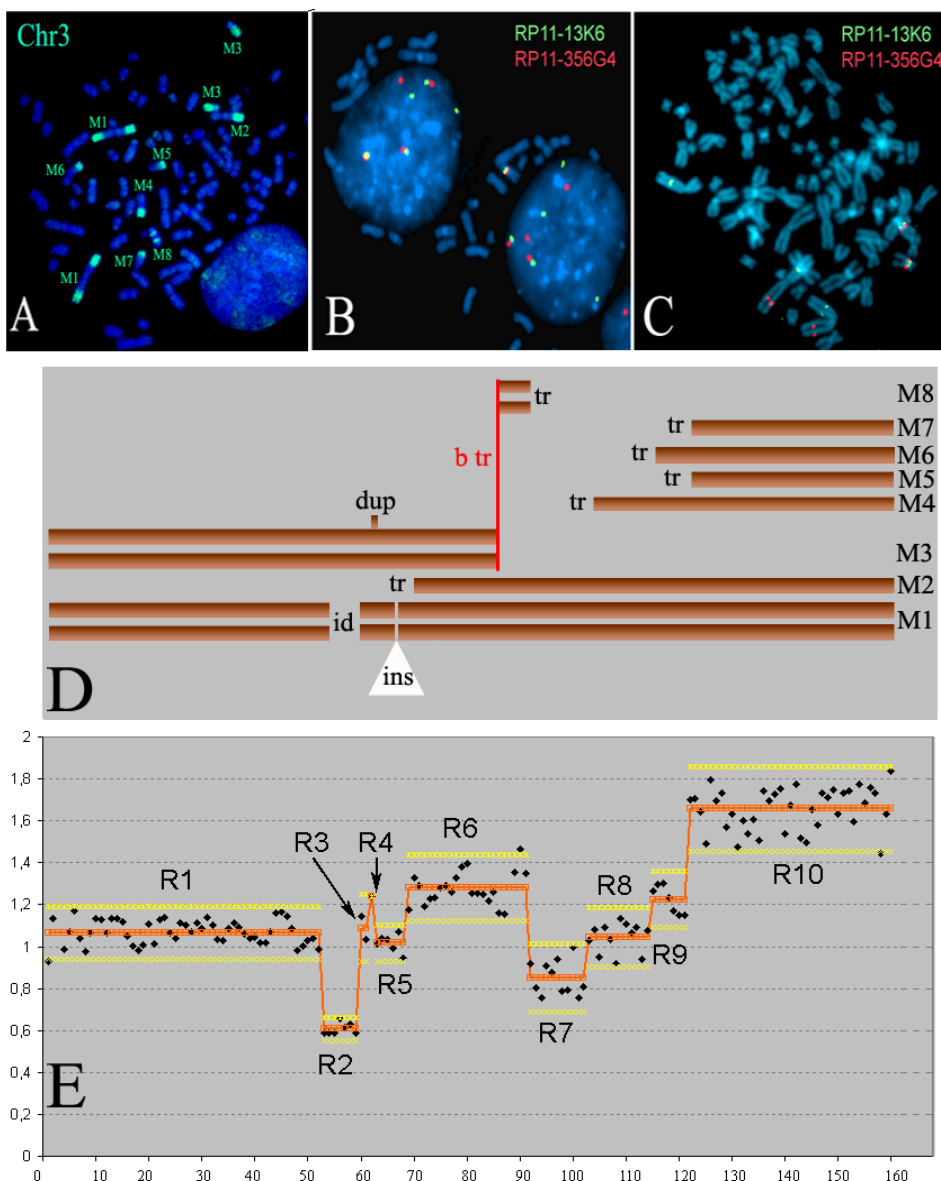 Chr3
M3
M3
M2
M1
M5
M6
M4
M8
M7
M1
A
RP11-13K6
RP11-356G4
B
RP11-13K6
RP11-356G4
C
tr
M8
tr
M7
b tr
tr
M6
tr
M5
dup
tr
M4
M3
tr
M2
id
M1
ins
D
2
1,8
1,6
1,4
1,2
1
0,8
0,6
0,4
0,2
0
R1
R2
R3
R4
R5
R6
R7
R8
R9
R10
E
0 10 20 30 40 50 60 70 80 90 100 110 120 130 140 150 160